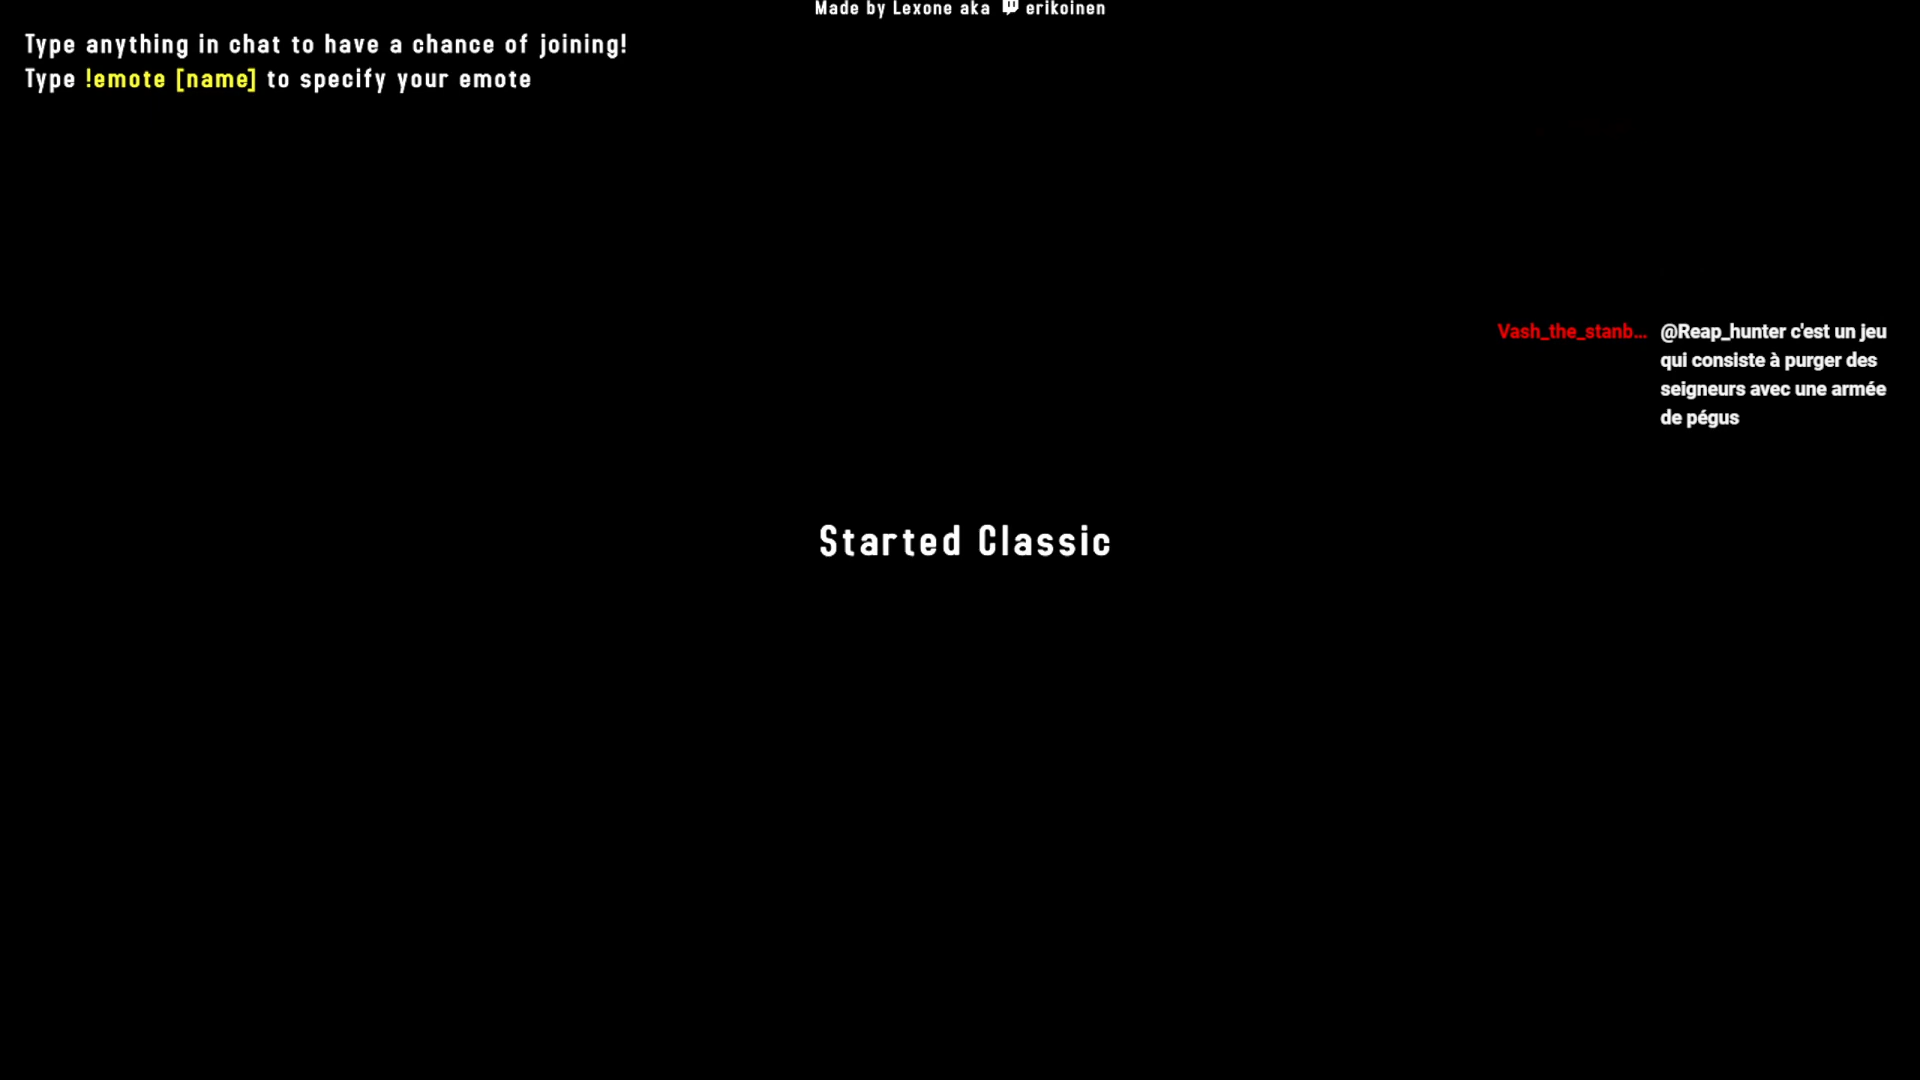 Made by Lexone aka erikoinen
Type anything in chat to have a chance of joining!
Type !emote [name] to specify your emote
Vash_the_stanb... @Reap_hunter c'est un jeu
qui consiste à purger des
seigneurs avec une armée
de pégus
Started Classic